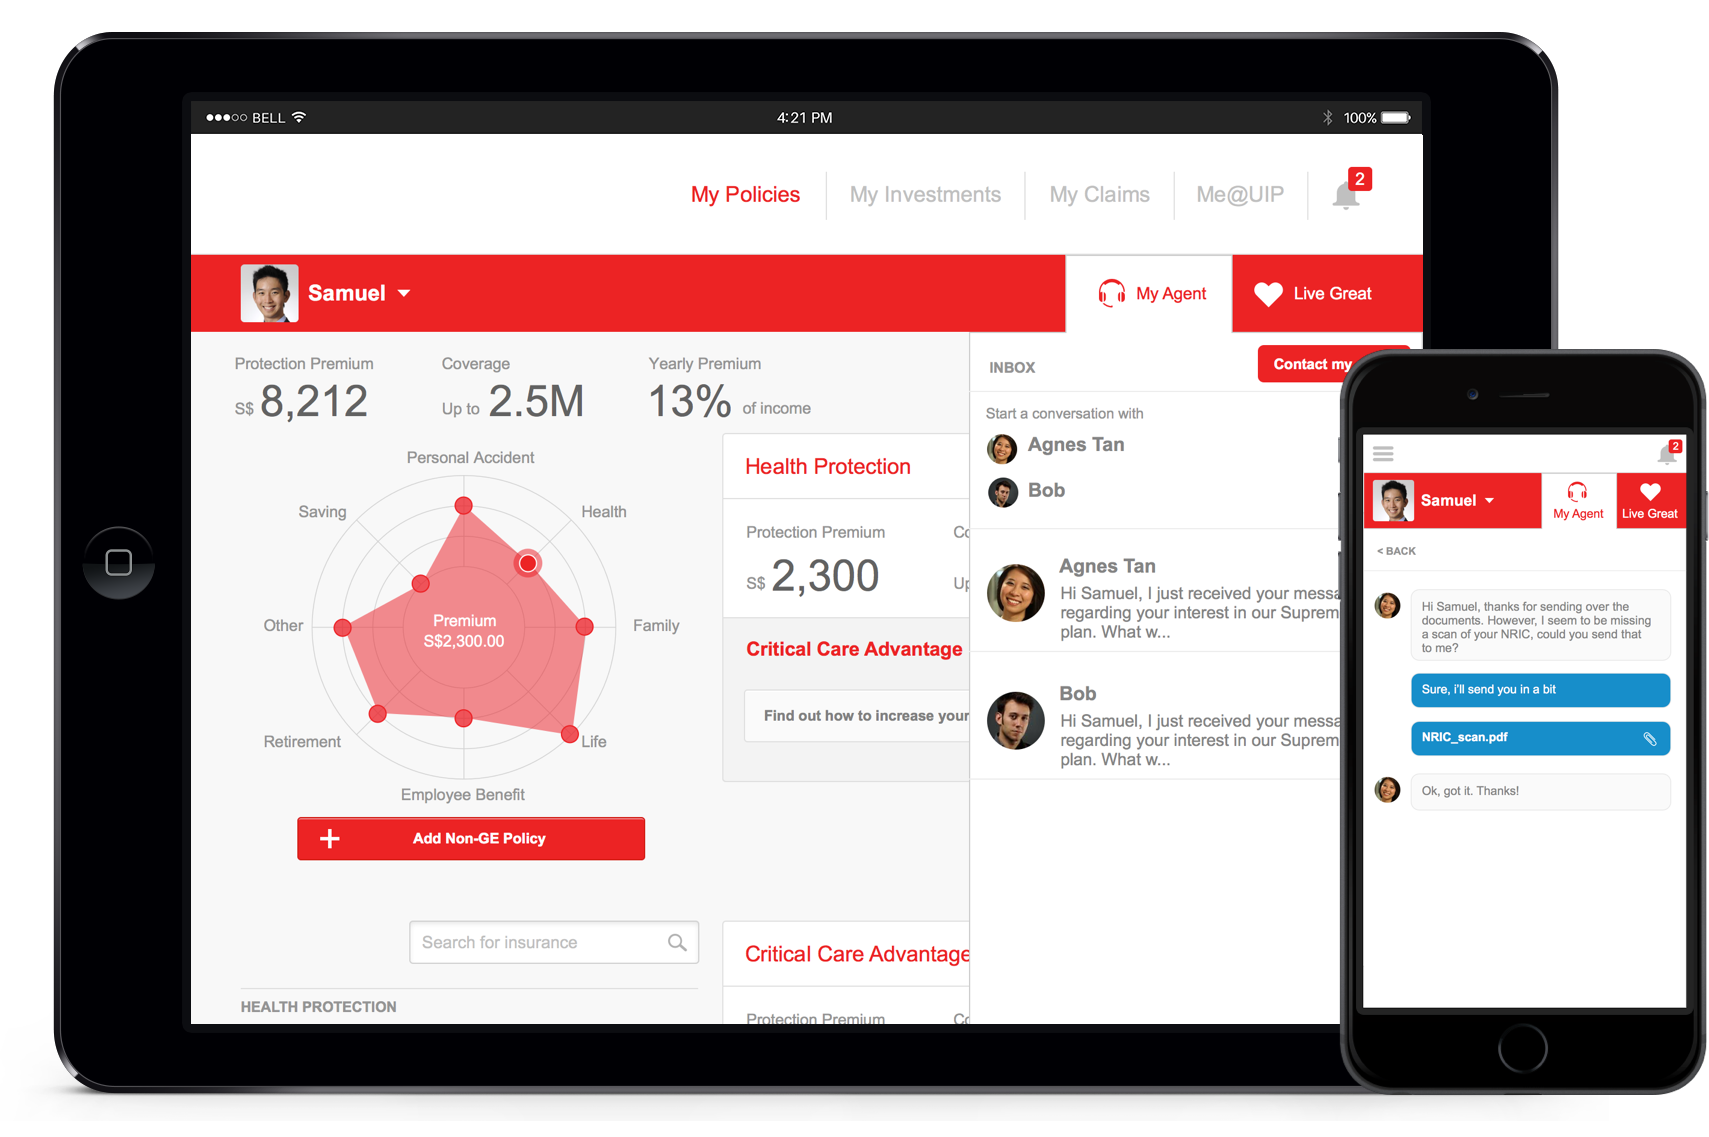 BELL
4:21 PM
100%
My Policies
My Investments
My Claims
Me@UIP
2
Samuel
My Agent
Live Great
Protection Premium
S$ 8,212
Coverage
Up to 2.5M
Yearly Premium
13% of income
Personal Accident
Saving
Health
Other
Family
Premium
S$2,300.00
Retirement
Life
Employee Benefit
Add Non-GE Policy
Search for insurance
HEALTH PROTECTION
Health Protection
Protection Premium
Co
S$ 2,300
Up
Critical Care Advantage
Find out how to increase your
Critical Care Advantage
Protection Premium
Co
INBOX
Contact my
Start a conversation with
Agnes Tan
Bob
Agnes Tan
Hi Samuel, I just received your messa
regarding your interest in our Suprem
plan. What w...
Bob
Hi Samuel, I just received your messa
regarding your interest in our Suprem
plan. What w...
2
Samuel
My Agent
Live Great
< BACK
Hi Samuel, thanks for sending over the
documents. However, I seem to be missing
a scan of your NRIC, could you send that
to me?
Sure, i'll send you in a bit
NRIC_scan.pdf
Ok, got it. Thanks!